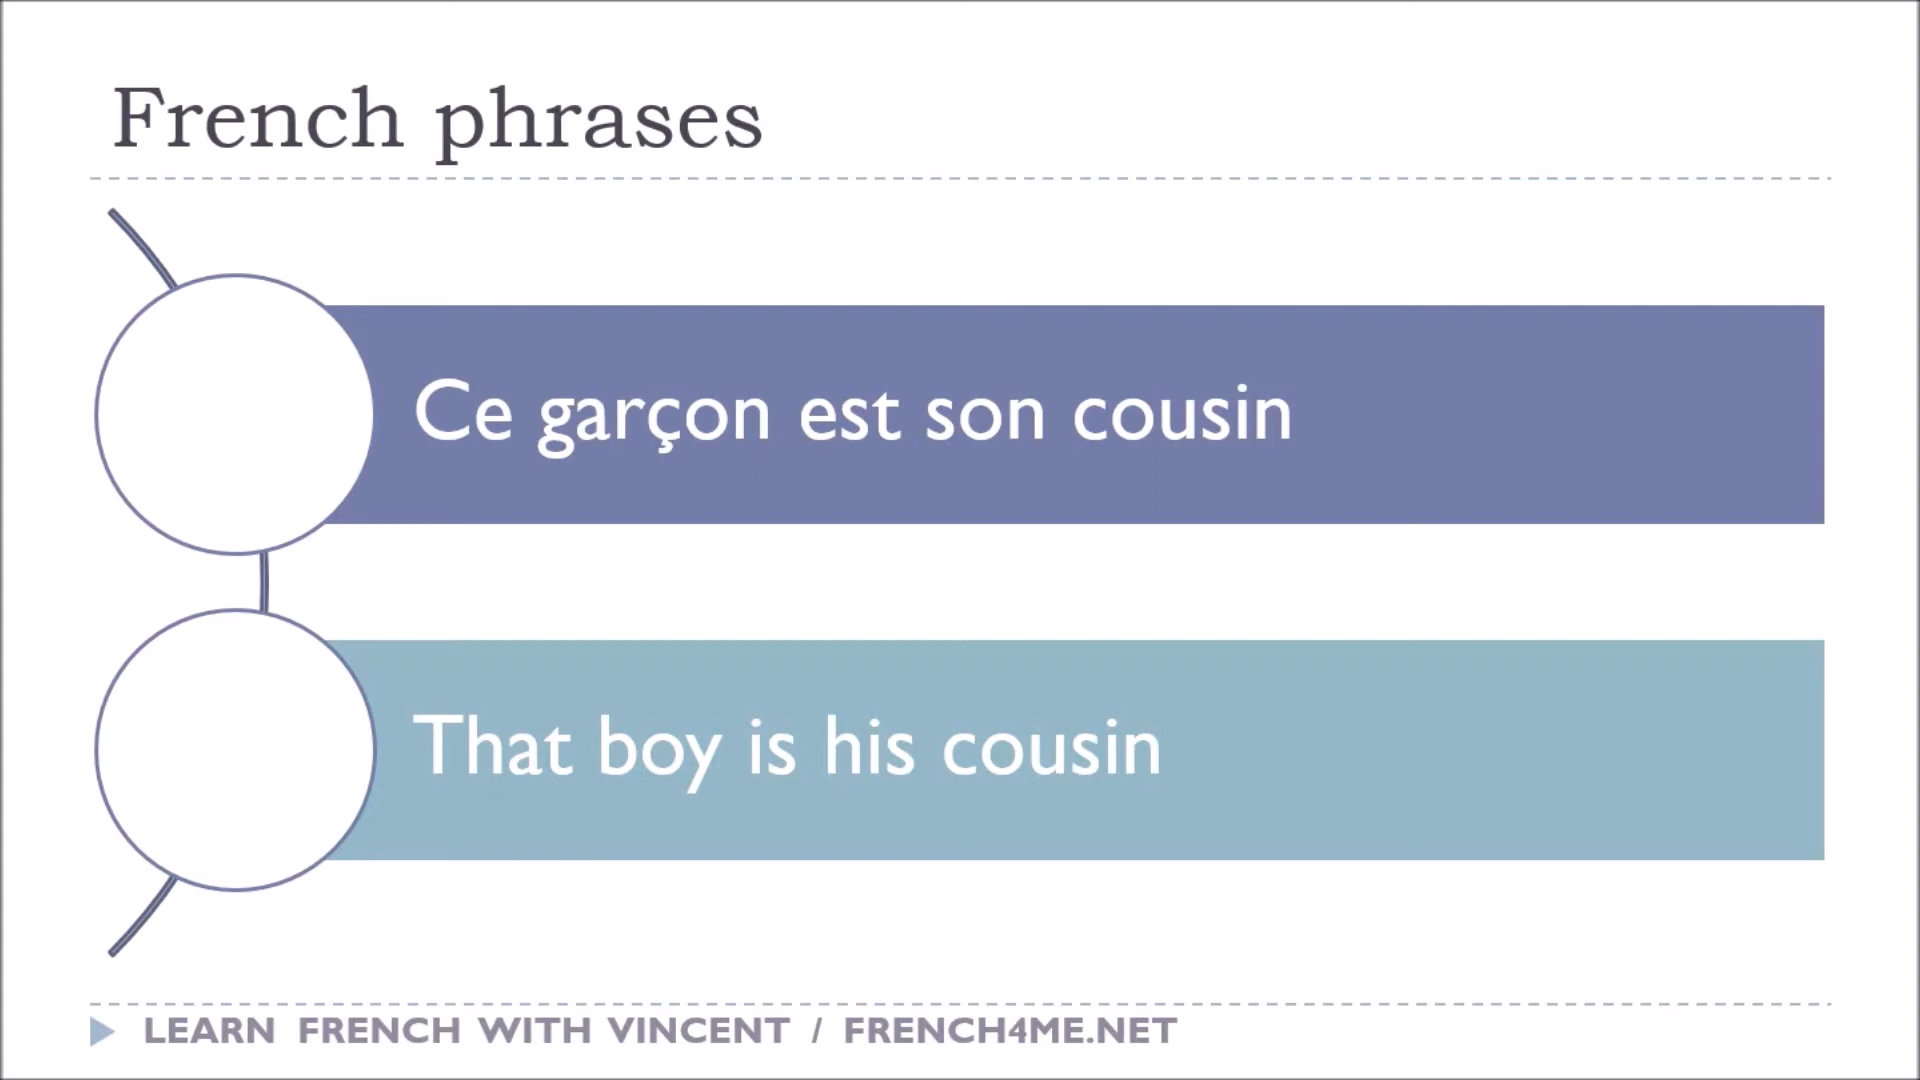 French phrases
Ce garçon est son cousin
That boy is his cousin
LEARN FRENCH WITH VINCENT / FRENCH4ME.NET